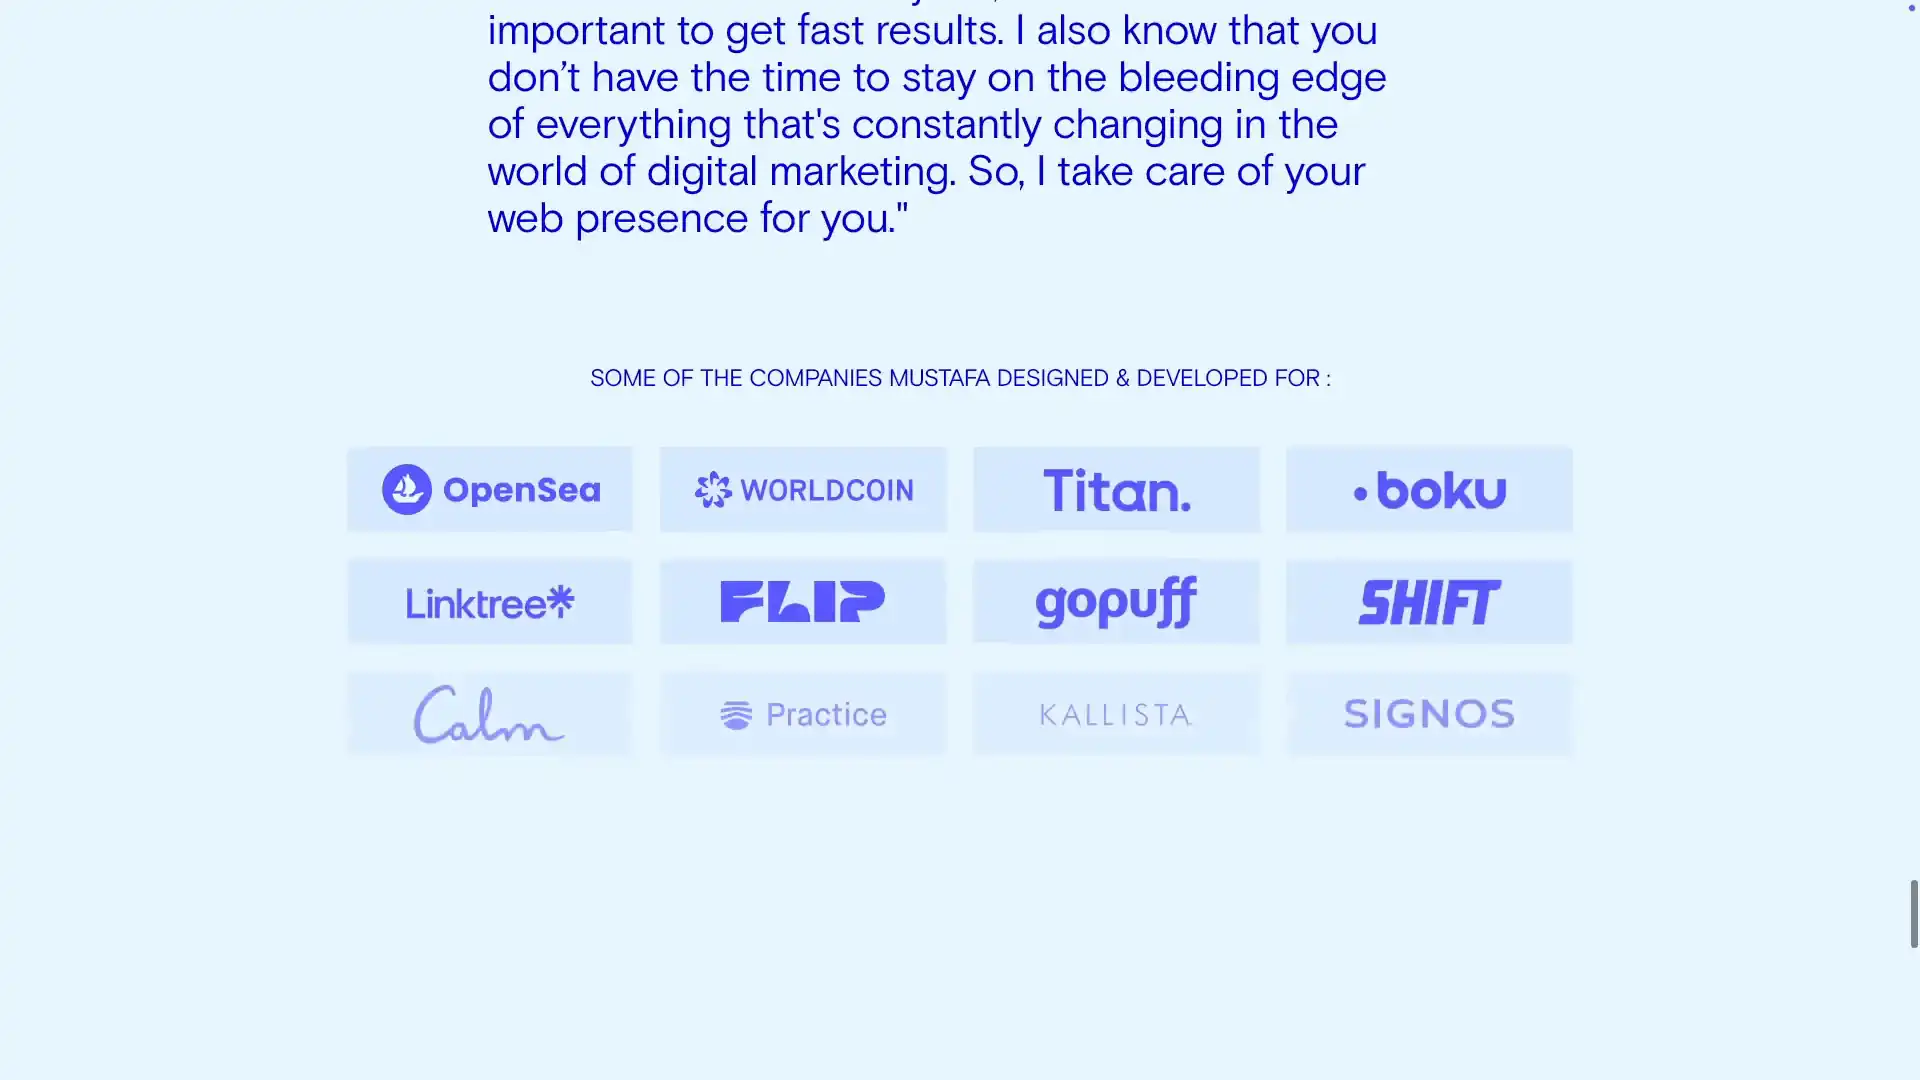 important to get fast results. I also know that you
don’t have the time to stay on the bleeding edge
of everything that's constantly changing in the
world of digital marketing. So, I take care of your
web presence for you."
SOME OF THE COMPANIES MUSTAFA DESIGNED & DEVELOPED FOR :
OpenSea
WORLDCOIN
Titan.
boku
Linktree
FLIP
gopuff
SHIFT
Calm
Practice
KALLISTA
SIGNOS